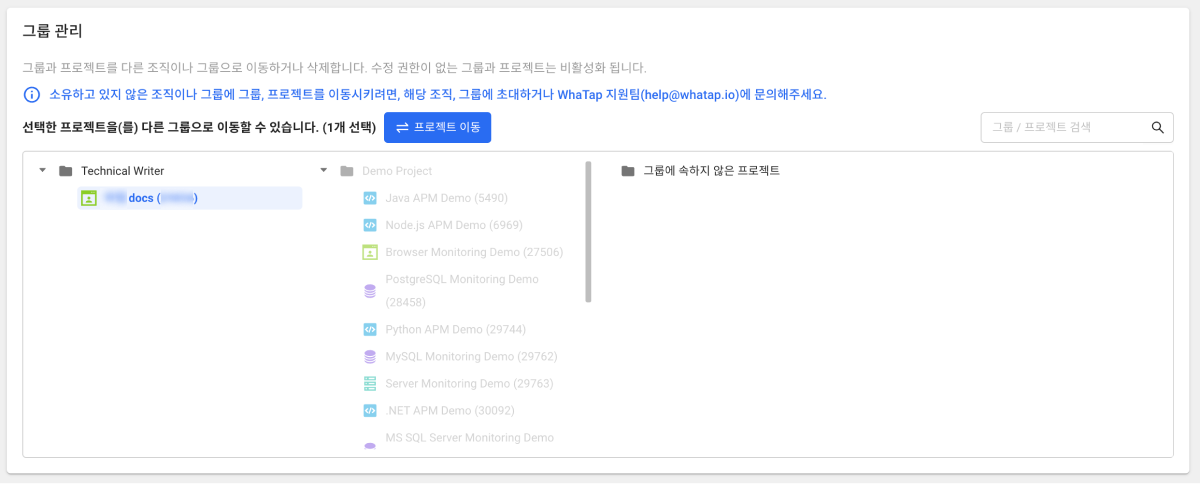 그룹 관리
그룹과 프로젝트를 다른 조직이나 그룹으로 이동하거나 삭제합니다. 수정 권한이 없는 그룹과 프로젝트는 비활성화 됩니다.
소유하고 있지 않은 조직이나 그룹에 그룹, 프로젝트를 이동시키려면, 해당 조직, 그룹에 초대하거나 WhaTap 지원팀(help@whatap.io)에 문의해주세요.
선택한 프로젝트을(를) 다른 그룹으로 이동할 수 있습니다. (1개 선택) 프로젝트 이동
그룹 / 프로젝트 검색
Technical Writer
docs ( )
Demo Project
Java APM Demo (5490)
Node.js APM Demo (6969)
Browser Monitoring Demo (27506)
PostgreSQL Monitoring Demo
(28458)
Python APM Demo (29744)
MySQL Monitoring Demo (29762)
Server Monitoring Demo (29763)
.NET APM Demo (30092)
MS SQL Server Monitoring Demo
그룹에 속하지 않은 프로젝트